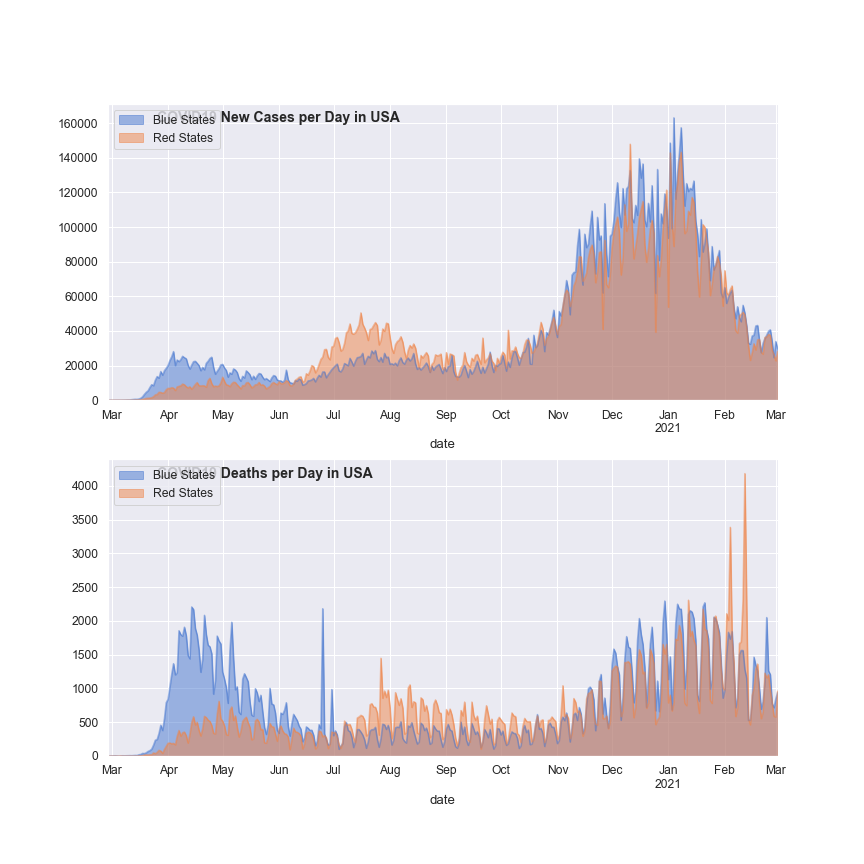 COVID19 New Cases per Day in USA
Blue States
Red States
160000
140000
120000
100000
80000
60000
40000
20000
0
Mar Apr May Jun Jul Aug Sep Oct Nov Dec Jan Feb Mar
2021
date
COVID19 Deaths per Day in USA
Blue States
Red States
4000
3500
3000
2500
2000
1500
1000
500
0
Mar Apr May Jun Jul Aug Sep Oct Nov Dec Jan Feb Mar
2021
date